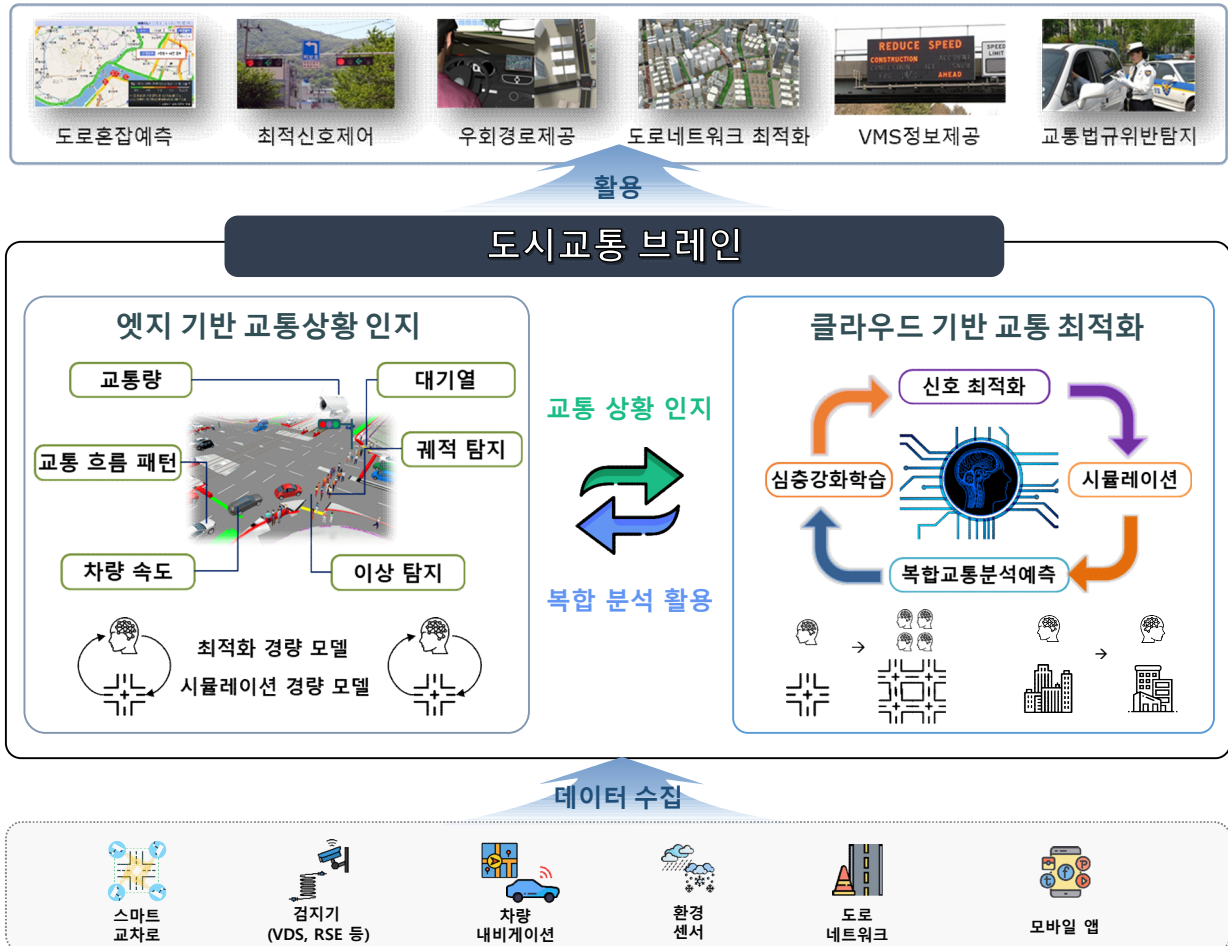 도로혼잡예측
최적신호제어
우회경로제공
도로네트워크 최적화
VMS정보제공
교통법규위반탐지
REDUCE SPEED
CONSTRUCTION
AHEAD
SPEED
LIMIT
활용
도시교통 브레인
엣지 기반 교통상황 인지
교통량
대기열
교통 흐름 패턴
궤적 탐지
차량 속도
이상 탐지
최적화 경량 모델
시뮬레이션 경량 모델
교통 상황 인지
복합 분석 활용
클라우드 기반 교통 최적화
신호 최적화
심층강화학습
시뮬레이션
복합교통분석예측
데이터 수집
스마트
교차로
검지기
(VDS, RSE 등)
차량
내비게이션
환경
센서
도로
네트워크
모바일 앱